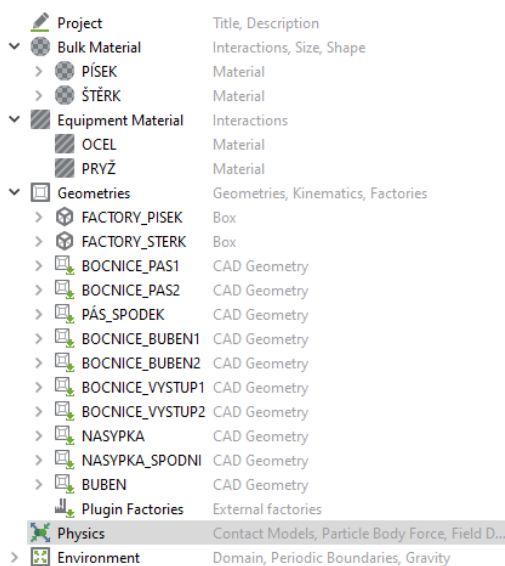 Project Title, Description
Bulk Material Interactions, Size, Shape
PÍSEK Material
ŠTĚRK Material
Equipment Material Interactions
OCEL Material
PRYŽ Material
Geometries Geometries, Kinematics, Factories
FACTORY_PISEK Box
FACTORY_STERK Box
BOCNICE_PAS1 CAD Geometry
BOCNICE_PAS2 CAD Geometry
PÁS_SPODEK CAD Geometry
BOCNICE_BUBEN1 CAD Geometry
BOCNICE_BUBEN2 CAD Geometry
BOCNICE_VYSTUP1 CAD Geometry
BOCNICE_VYSTUP2 CAD Geometry
NASYPKA CAD Geometry
NASYPKA_SPODNI CAD Geometry
BUBEN CAD Geometry
Plugin Factories External factories
Physics Contact Models, Particle Body Force, Field D...
Environment Domain, Periodic Boundaries, Gravity